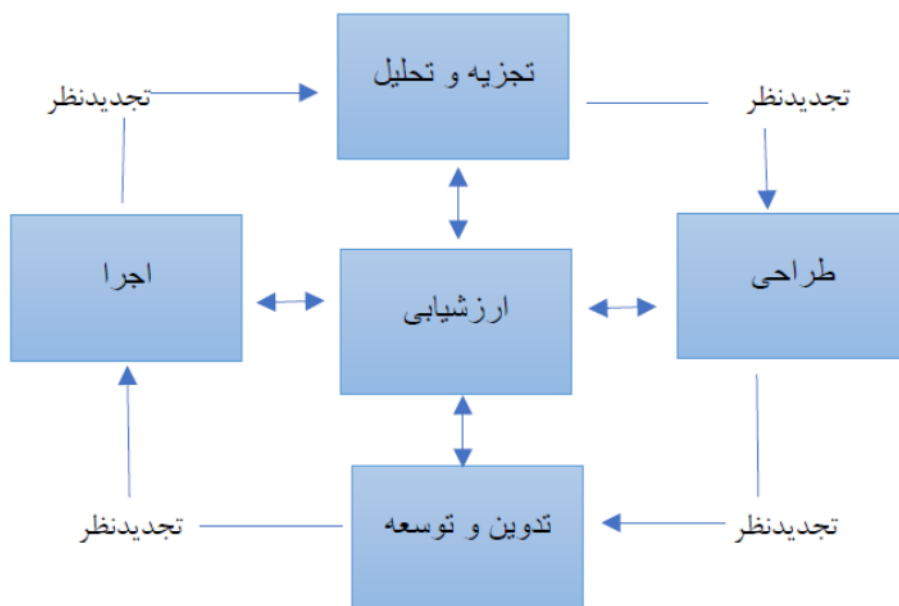 تجزیه و تحلیل
تجدیدنظر
تجدیدنظر
طراحی
ارزشیابی
اجرا
تجدیدنظر
تدوین و توسعه
تجدیدنظر